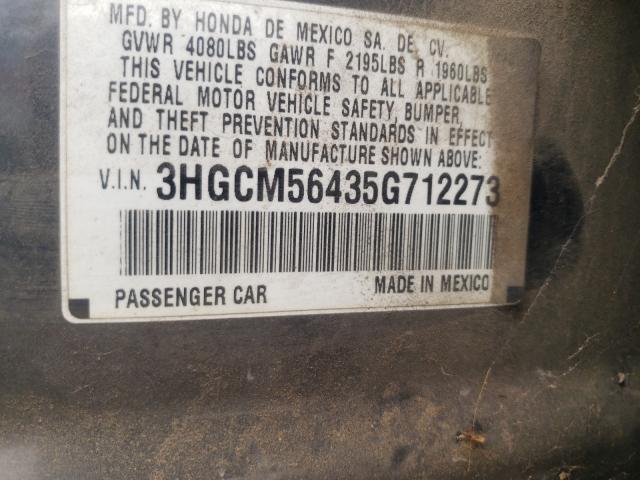 MFD. BY HONDA DE MEXICO SA. DE CV.
GVWR 4080LBS GAWR F 2195LBS R 1960LBS
THIS VEHICLE CONFORMS TO ALL APPLICABLE
FEDERAL MOTOR VEHICLE SAFETY, BUMPER,
AND THEFT PREVENTION STANDARDS IN EFFECT
ON THE DATE OF MANUFACTURE SHOWN ABOVE:
V.I.N. 3HGCM56435G712273
PASSENGER CAR MADE IN MEXICO